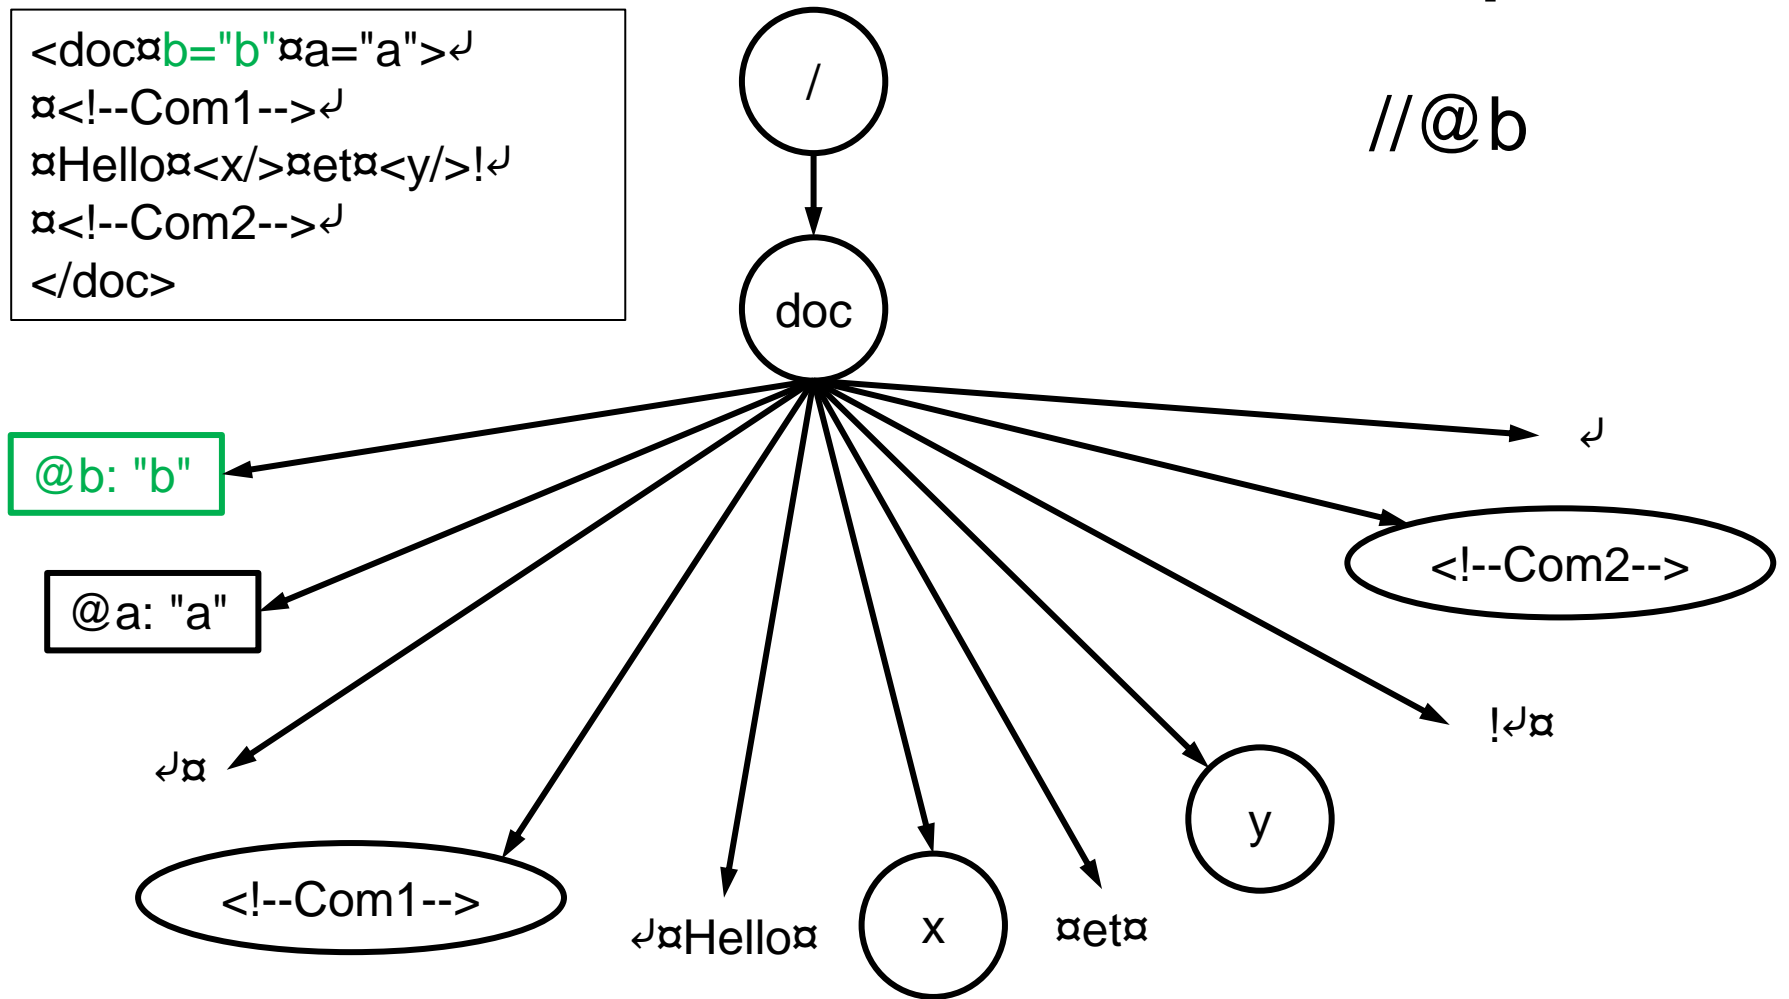 <doc¤b="b"¤a="a">↲
¤<!--Com1-->↲
¤Hello¤<x/>¤et¤<y/>!↲
¤<!--Com2-->↲
</doc>
/
//@b
doc
↲
@b: "b"
<!--Com2-->
@a: "a"
!↲¤
↲¤
y
<!--Com1-->
↲¤Hello¤
x
¤et¤